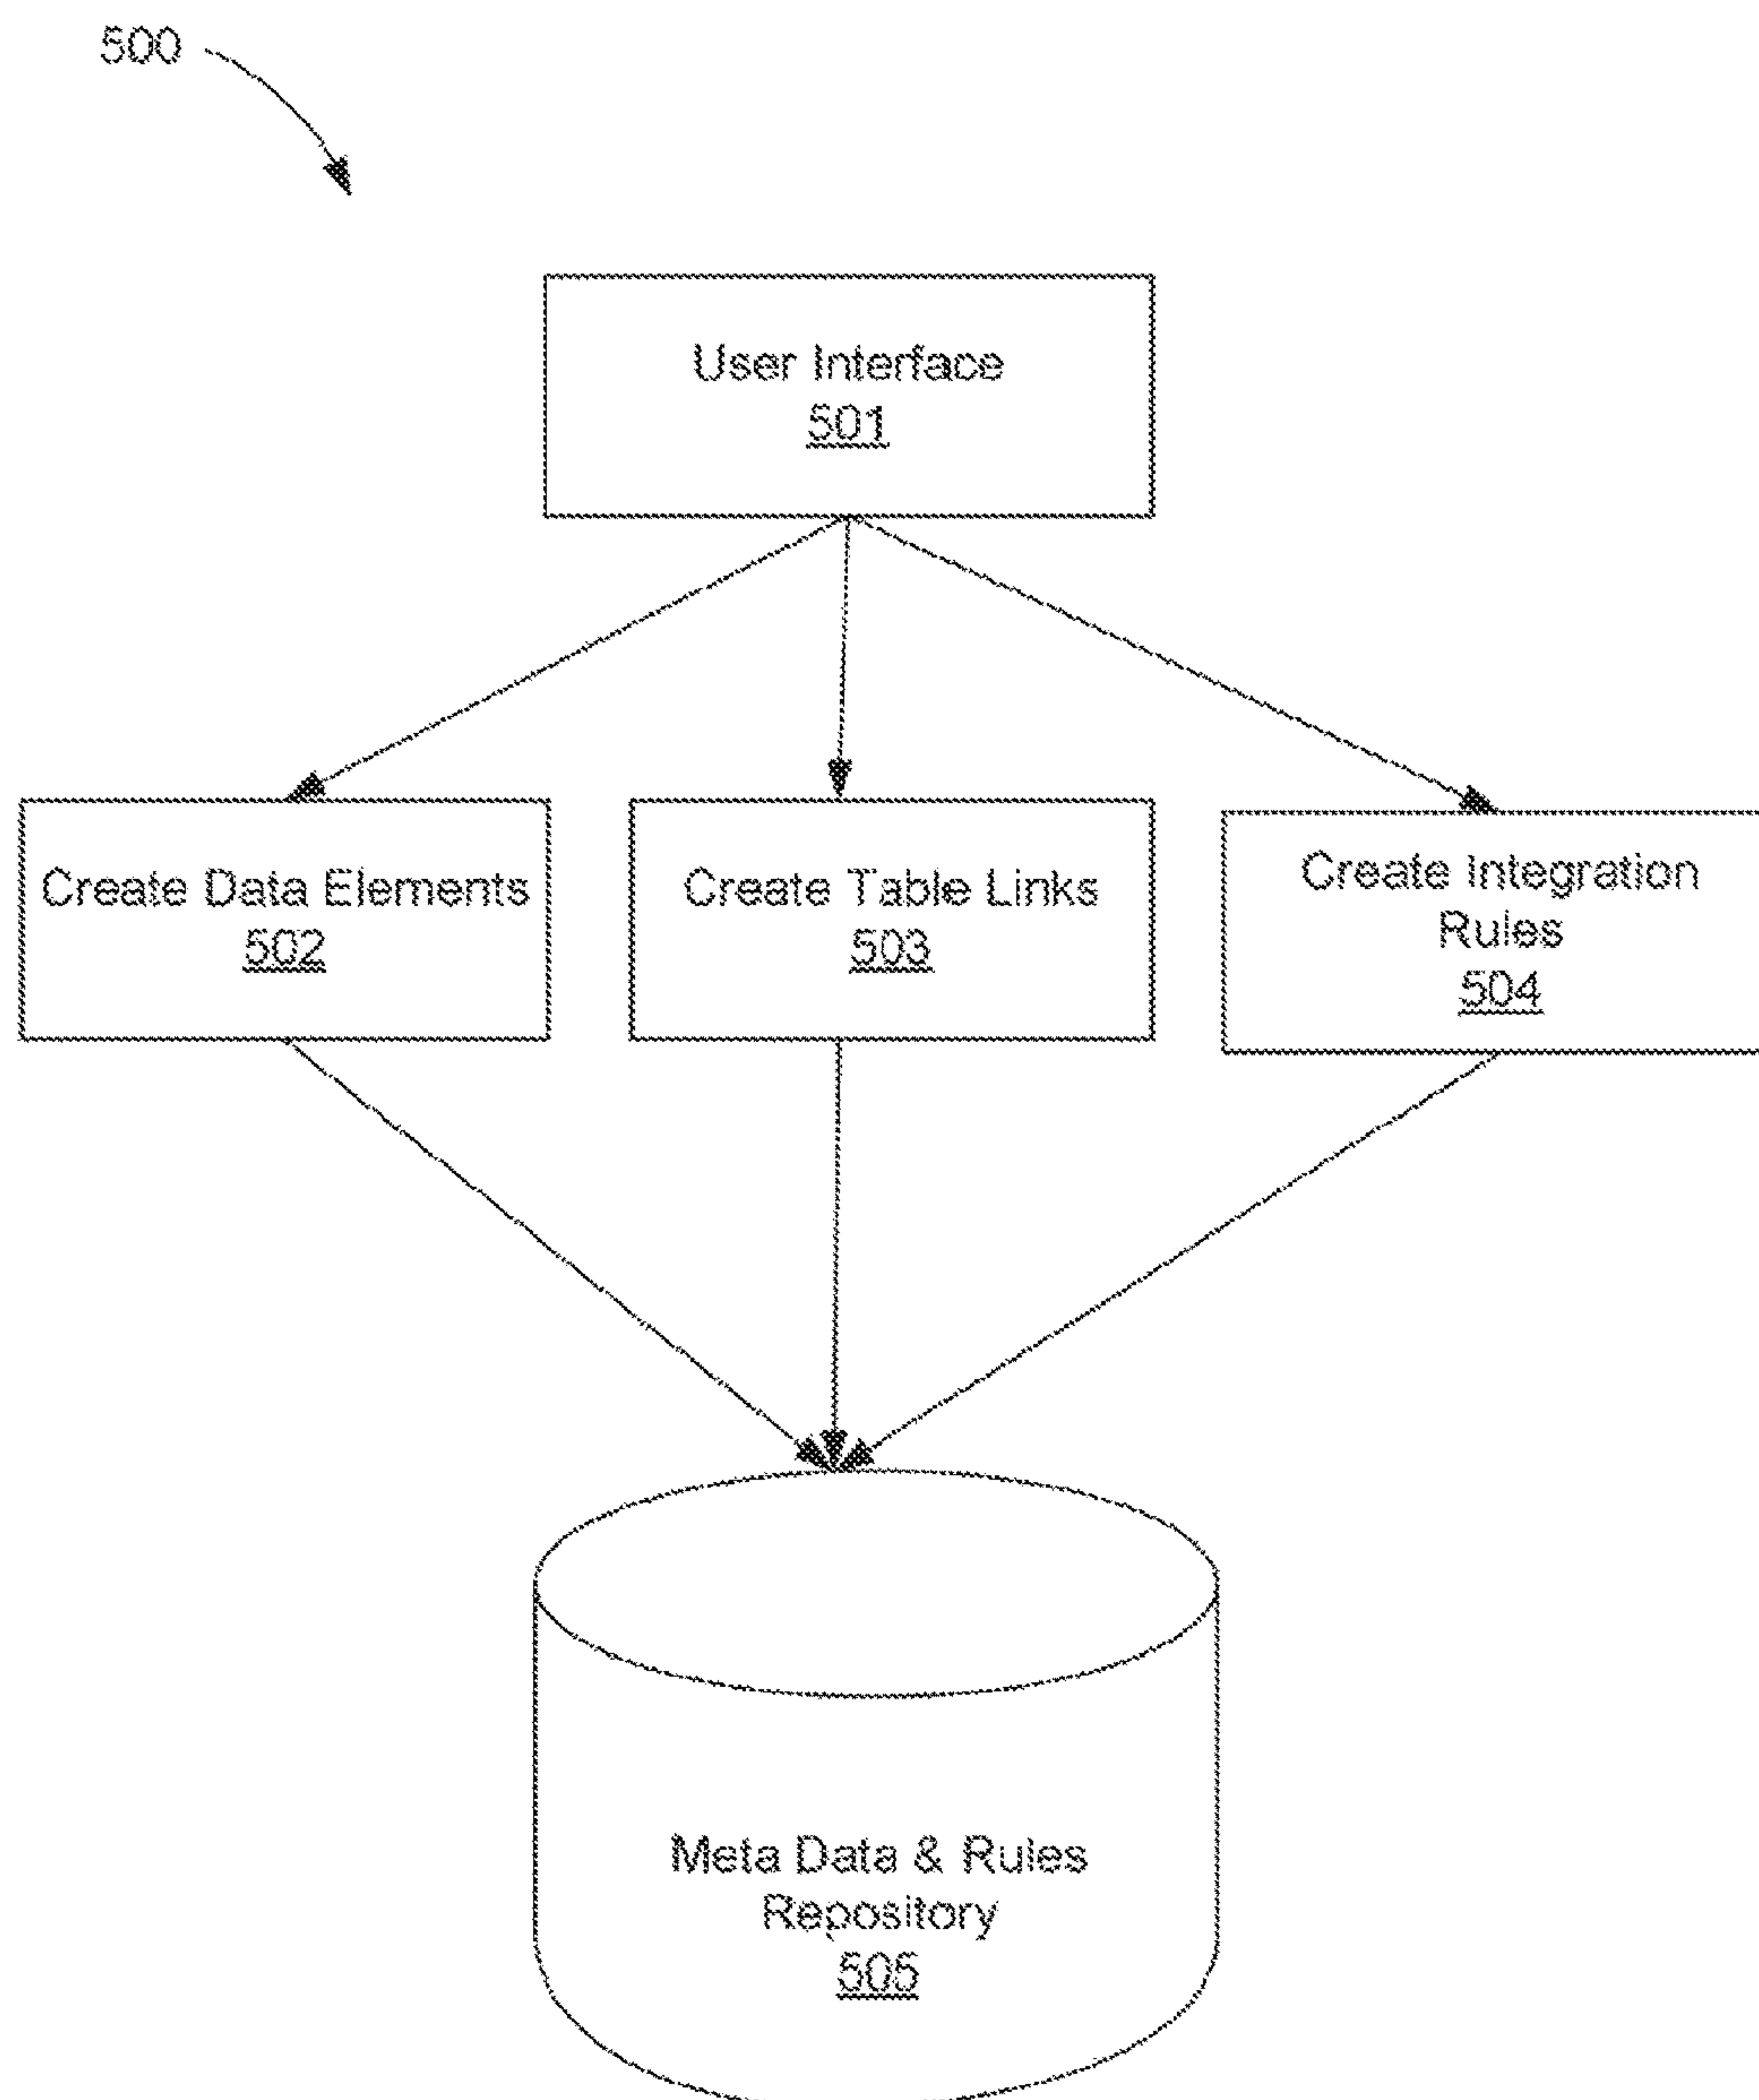 500
User Interface
501
Create Data Elements
502
Create Table Links
503
Create Integration
Rules
504
Meta Data & Rules
Repository
505